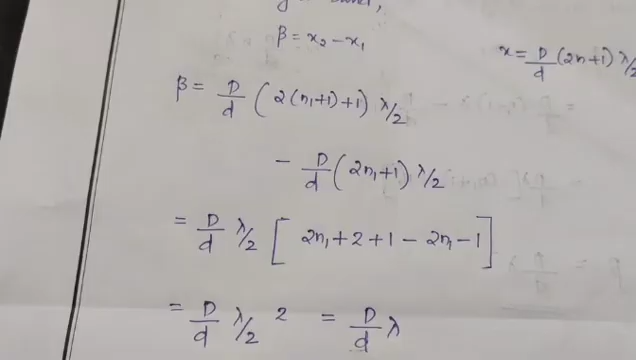 β = x₂ − x₁
x = D/d (2n+1) λ/2
β = D/d ( 2(n₁+1)+1 ) λ/2
− D/d ( 2n₁+1 ) λ/2
= D/d λ/2 [ 2n₁ + 2 + 1 − 2n₁ − 1 ]
= D/d λ/2 2 = D/d λ